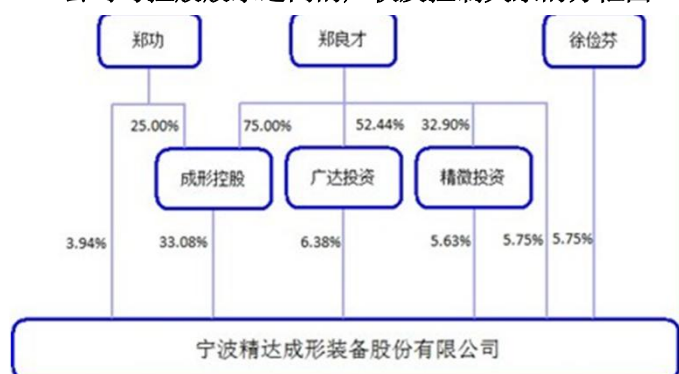 郑功 郑良才 徐俭芬
25.00% 75.00% 52.44% 32.90%
成形控股 广达投资 精微投资
3.94% 33.08% 6.38% 5.63% 5.75% 5.75%
宁波精达成形装备股份有限公司